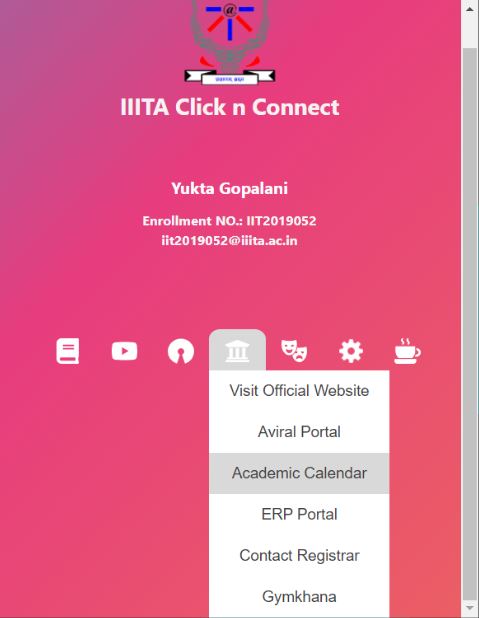 IIITA Click n Connect
Yukta Gopalani
Enrollment NO.: IIT2019052
iit2019052@iiita.ac.in
Visit Official Website
Aviral Portal
Academic Calendar
ERP Portal
Contact Registrar
Gymkhana